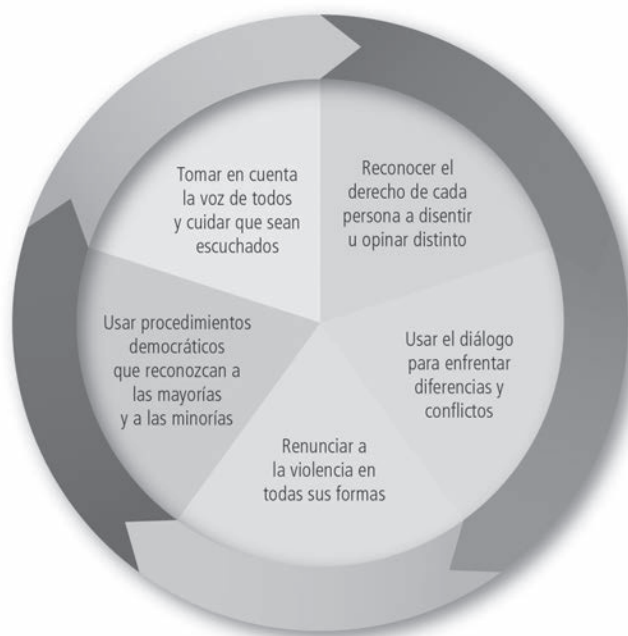 Tomar en cuenta
la voz de todos
y cuidar que sean
escuchados
Reconocer el
derecho de cada
persona a disentir
u opinar distinto
Usar procedimientos
democráticos
que reconozcan a
las mayorías
y a las minorías
Usar el diálogo
para enfrentar
diferencias y
conflictos
Renunciar a
la violencia en
todas sus formas